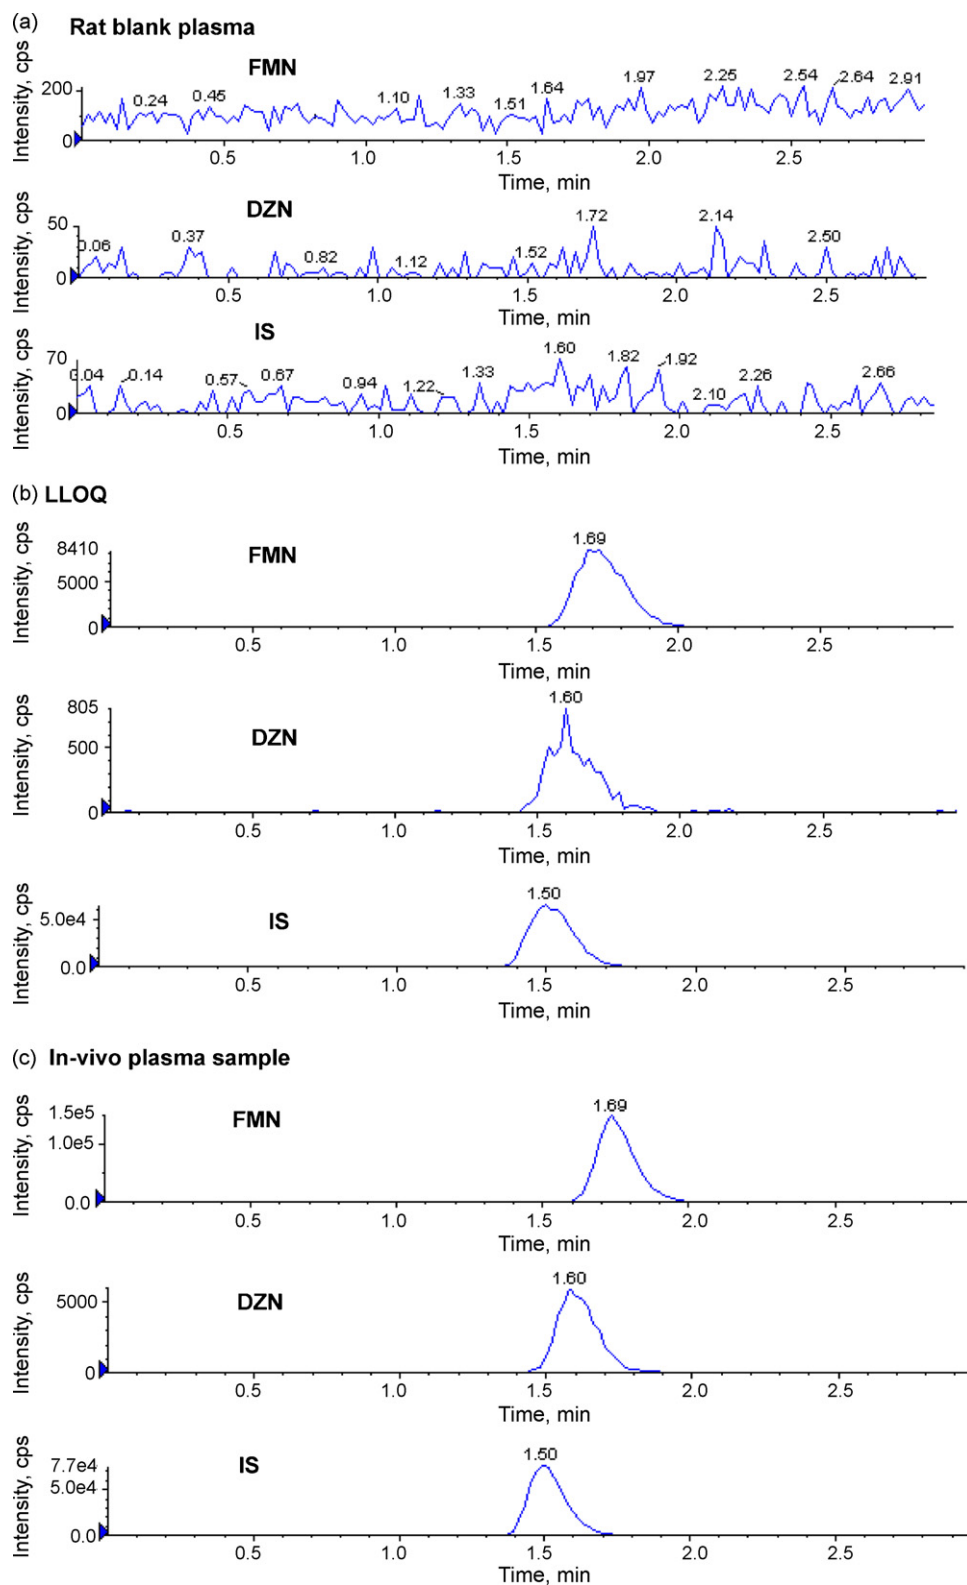 (a) Rat blank plasma
Intensity, cps
FMN
200
0
0.24 0.45 1.10 1.33 1.51 1.64 1.97 2.25 2.54 2.64 2.91
0.5 1.0 1.5 2.0 2.5
Time, min
Intensity, cps
DZN
50
0
0.06 0.37 0.82 1.12 1.52 1.72 2.14 2.50
0.5 1.0 1.5 2.0 2.5
Time, min
Intensity, cps
IS
70
0
0.04 0.14 0.57 0.67 0.94 1.22 1.33 1.60 1.82 1.92 2.10 2.26 2.66
0.5 1.0 1.5 2.0 2.5
Time, min
(b) LLOQ
Intensity, cps
FMN
8410
5000
0
1.69
0.5 1.0 1.5 2.0 2.5
Time, min
Intensity, cps
DZN
805
500
0
1.60
0.5 1.0 1.5 2.0 2.5
Time, min
Intensity, cps
IS
5.0e4
0.0
1.50
0.5 1.0 1.5 2.0 2.5
Time, min
(c) In-vivo plasma sample
Intensity, cps
FMN
1.5e5
1.0e5
0.0
1.69
0.5 1.0 1.5 2.0 2.5
Time, min
Intensity, cps
DZN
5000
0
1.60
0.5 1.0 1.5 2.0 2.5
Time, min
Intensity, cps
IS
7.7e4
5.0e4
0.0
1.50
0.5 1.0 1.5 2.0 2.5
Time, min